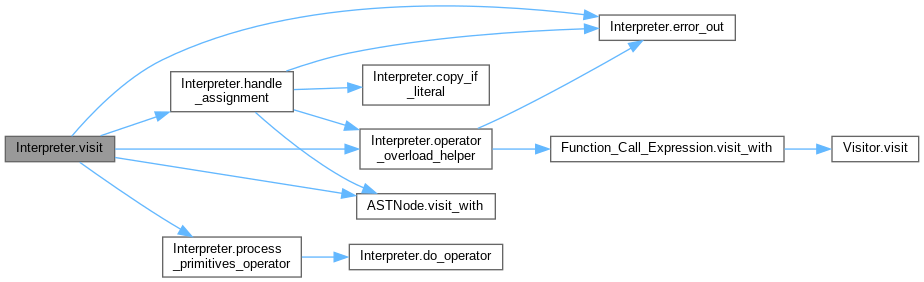 Interpreter.visit
Interpreter.handle
_assignment
Interpreter.process
_primitives_operator
Interpreter.copy_if
_literal
Interpreter.operator
_overload_helper
ASTNode.visit_with
Interpreter.do_operator
Interpreter.error_out
Function_Call_Expression.visit_with
Visitor.visit